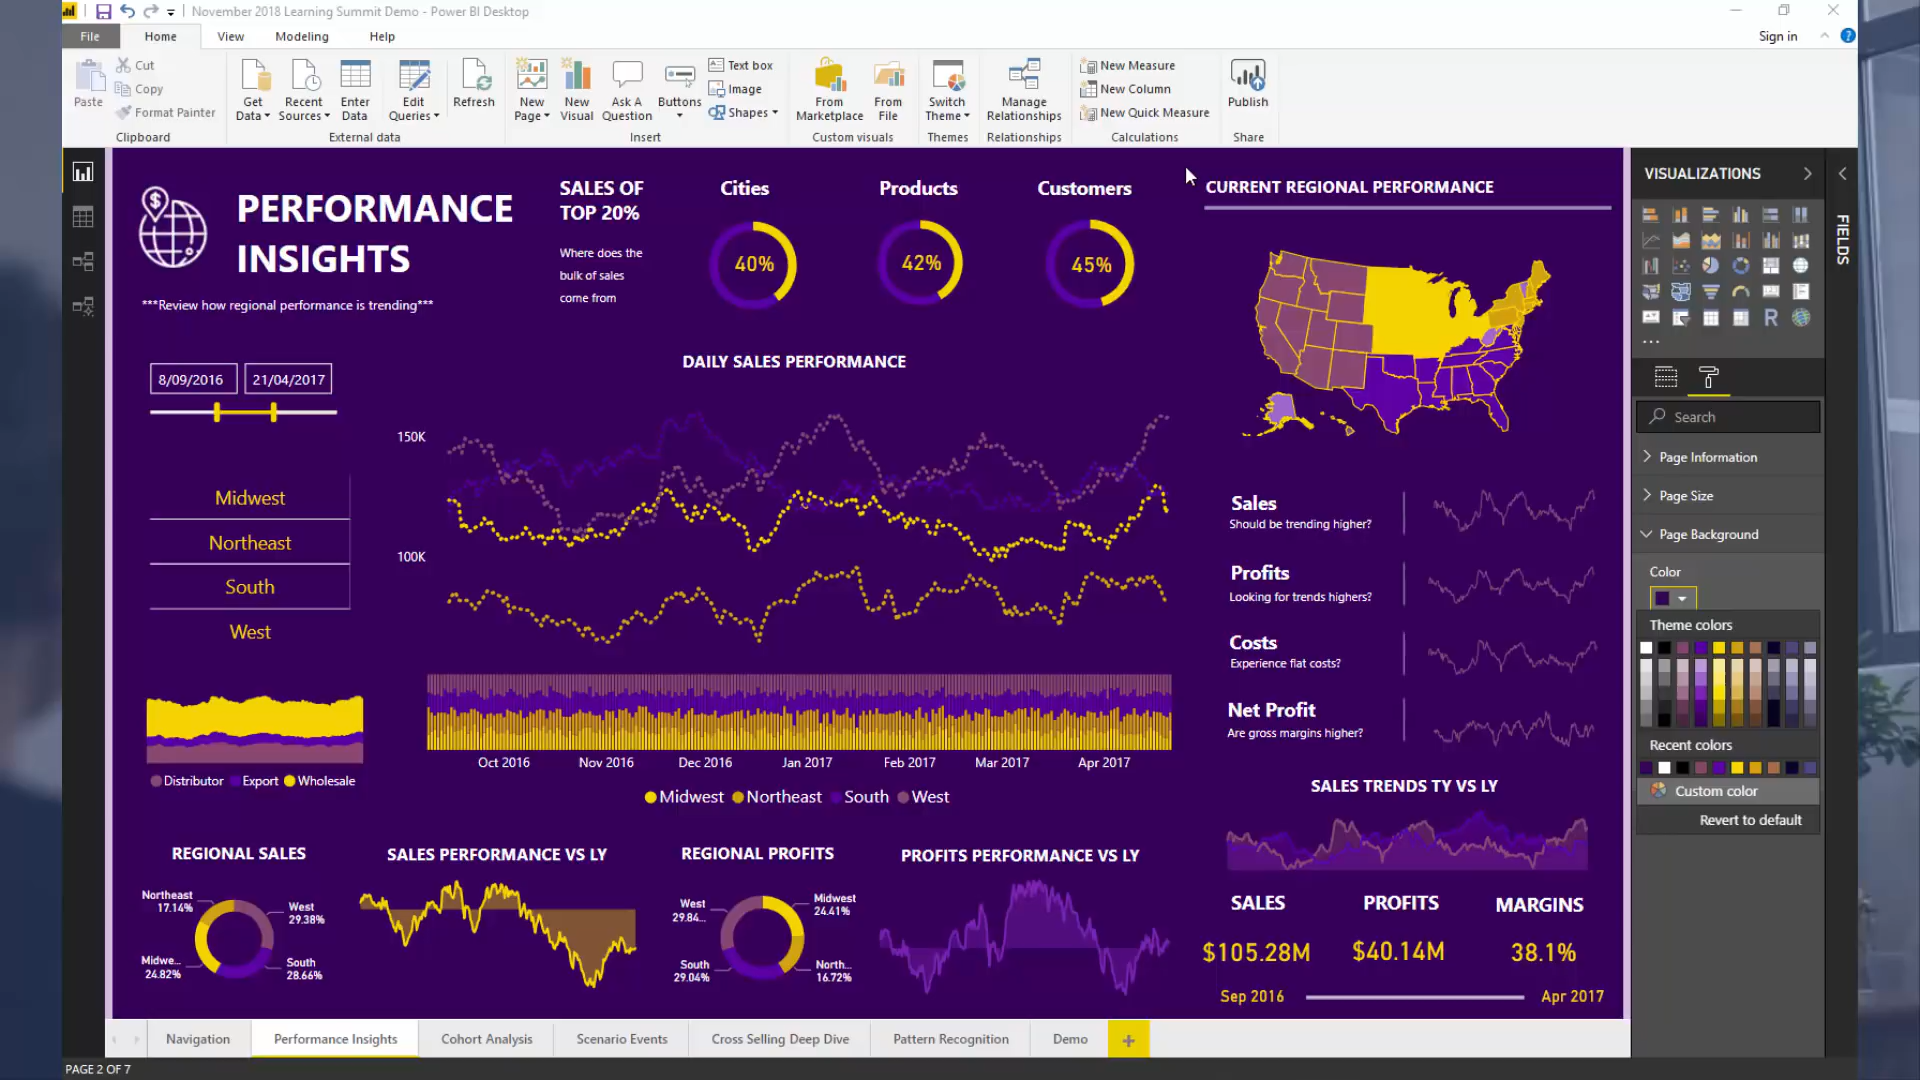 November 2018 Learning Summit Demo - Power BI Desktop
File
Home
View
Modeling
Help
Sign in
Paste
Cut
Copy
Format Painter
Clipboard
Get Data
Recent Sources
Enter Data
Edit Queries
Refresh
External data
New Page
New Visual
Ask A Question
Buttons
Text box
Image
Shapes
Insert
From Marketplace
From File
Custom visuals
Switch Theme
Themes
Manage Relationships
Relationships
New Measure
New Column
New Quick Measure
Calculations
Publish
Share
PERFORMANCE
INSIGHTS
***Review how regional performance is trending***
SALES OF
TOP 20%
Where does the
bulk of sales
come from
Cities
40%
Products
42%
Customers
45%
CURRENT REGIONAL PERFORMANCE
8/09/2016
21/04/2017
Midwest
Northeast
South
West
DAILY SALES PERFORMANCE
150K
100K
Oct 2016
Nov 2016
Dec 2016
Jan 2017
Feb 2017
Mar 2017
Apr 2017
Midwest
Northeast
South
West
Distributor
Export
Wholesale
Sales
Should be trending higher?
Profits
Looking for trends highers?
Costs
Experience flat costs?
Net Profit
Are gross margins higher?
SALES TRENDS TY VS LY
REGIONAL SALES
Northeast
17.14%
West
29.38%
Midwe...
24.82%
South
28.66%
SALES PERFORMANCE VS LY
REGIONAL PROFITS
West
29.84...
Midwest
24.41%
South
29.04%
North...
16.72%
PROFITS PERFORMANCE VS LY
SALES
PROFITS
MARGINS
$105.28M
$40.14M
38.1%
Sep 2016
Apr 2017
VISUALIZATIONS
FIELDS
R
Search
Page Information
Page Size
Page Background
Color
Theme colors
Recent colors
Custom color
Revert to default
Navigation
Performance Insights
Cohort Analysis
Scenario Events
Cross Selling Deep Dive
Pattern Recognition
Demo
PAGE 2 OF 7